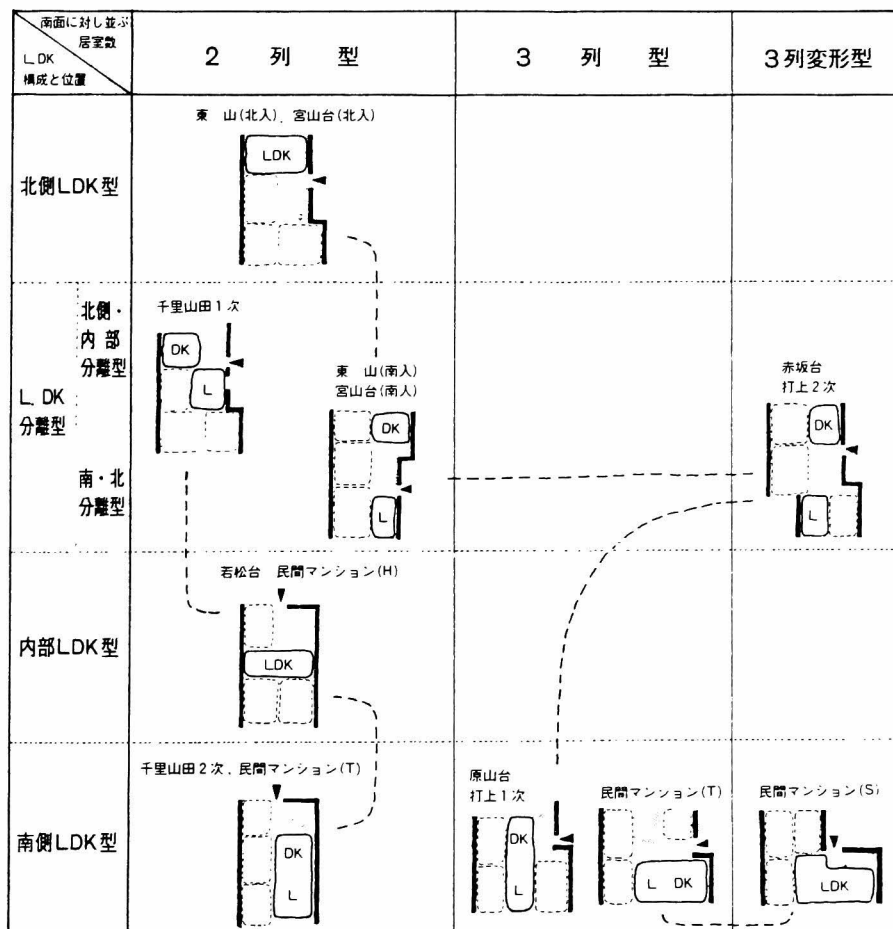 南面に対し並ぶ
居室数
L DK
構成と位置
2 列 型
3 列 型
3列変形型
北側LDK型
東 山(北入)、宮山台(北入)
LDK
L. DK
分離型
北側・
内部
分離型
千里山田1次
DK
L
南・北
分離型
東 山(南入)
宮山台(南入)
DK
L
赤坂台
打上2次
DK
L
内部LDK型
若松台 民間マンション(H)
LDK
南側LDK型
千里山田2次、民間マンション(T)
DK
L
原山台
打上1次
DK
L
民間マンション(T)
L DK
民間マンション(S)
LDK